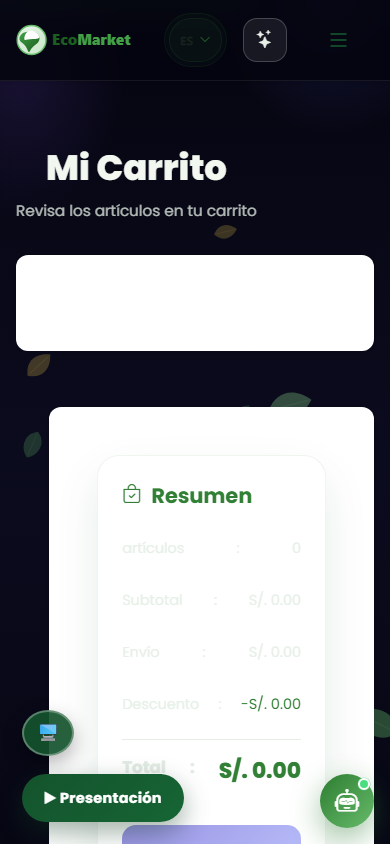 EcoMarket
ES
Mi Carrito
Revisa los artículos en tu carrito
Resumen
artículos : 0
Subtotal : S/. 0.00
Envío : S/. 0.00
Descuento : -S/. 0.00
Total : S/. 0.00
▶ Presentación